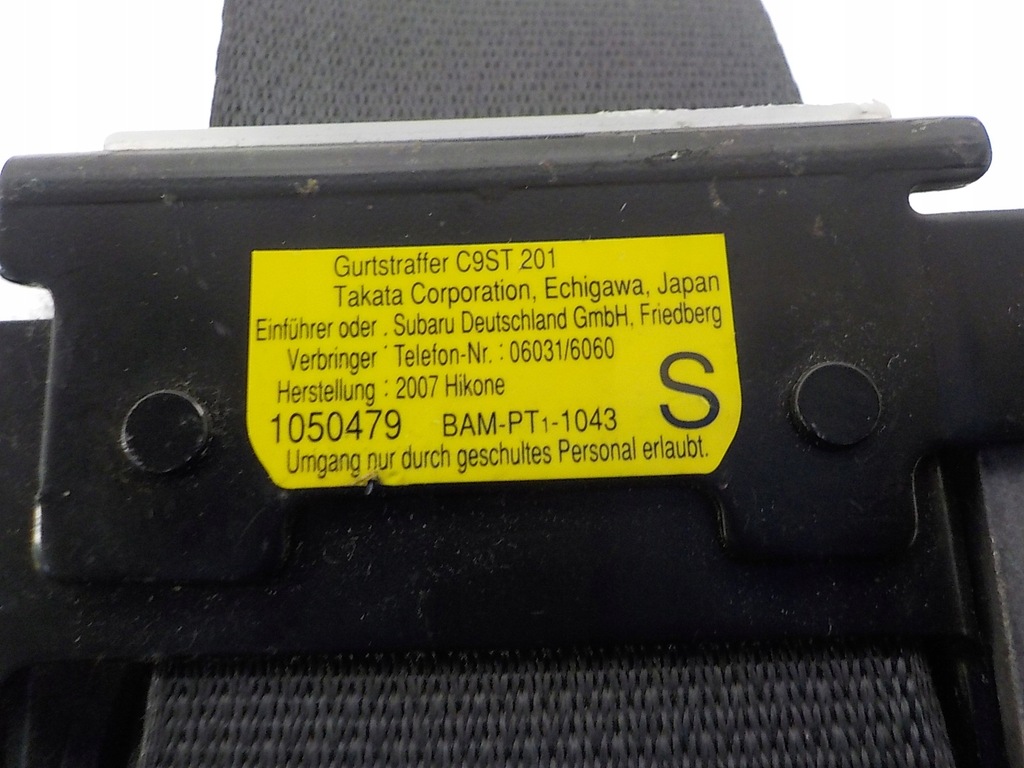 Gurtstraffer C9ST 201
Takata Corporation, Echigawa, Japan
Einführer oder . Subaru Deutschland GmbH, Friedberg
Verbringer : Telefon-Nr. : 06031/6060
Herstellung : 2007 Hikone
S
1050479 BAM-PT1-1043
Umgang nur durch geschultes Personal erlaubt.